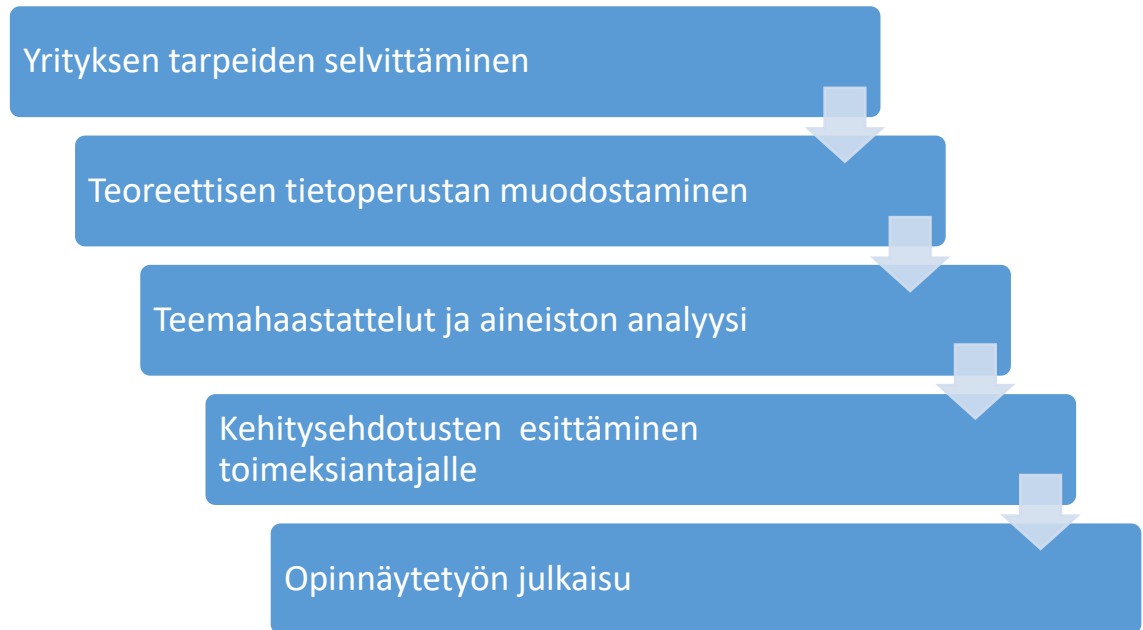 Yrityksen tarpeiden selvittäminen
Teoreettisen tietoperustan muodostaminen
Teemahaastattelut ja aineiston analyysi
Kehitysehdotusten  esittäminen
toimeksiantajalle
Opinnäytetyön julkaisu